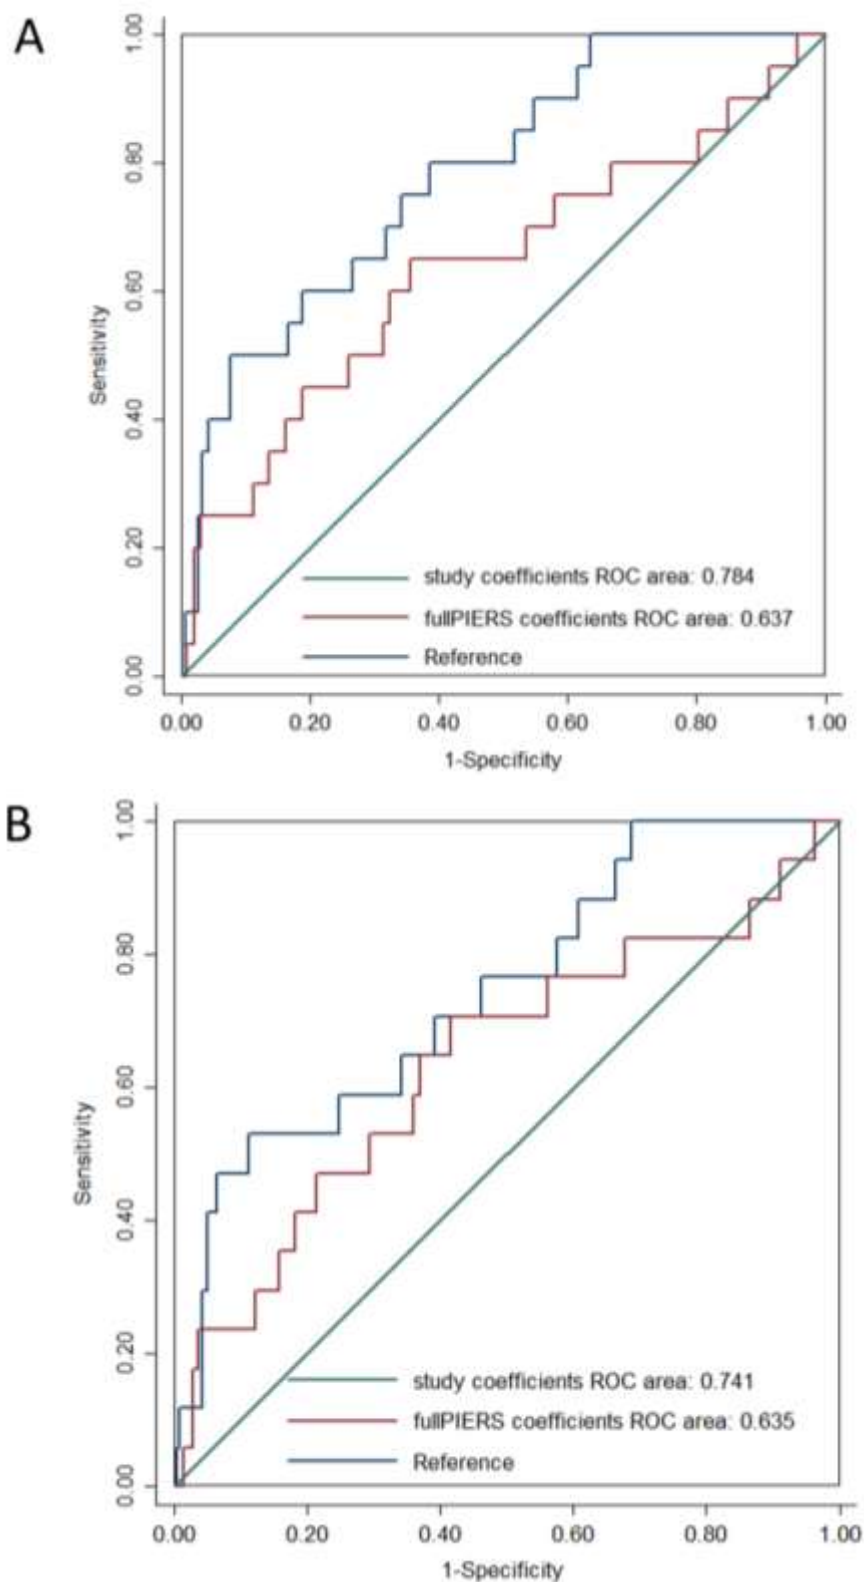 A
1.00
0.80
0.60
0.40
0.20
0.00
Sensitivity
study coefficients ROC area: 0.784
fullPIERS coefficients ROC area: 0.637
Reference
0.00 0.20 0.40 0.60 0.80 1.00
1-Specificity
B
1.00
0.80
0.60
0.40
0.20
0.00
Sensitivity
study coefficients ROC area: 0.741
fullPIERS coefficients ROC area: 0.635
Reference
0.00 0.20 0.40 0.60 0.80 1.00
1-Specificity